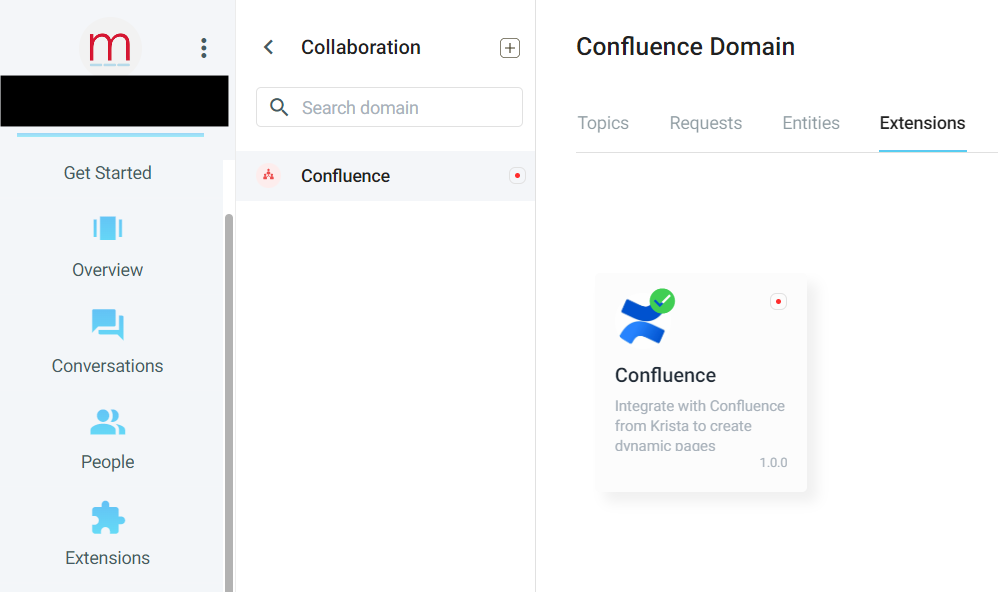 m
Get Started
Overview
Conversations
People
Extensions
Collaboration
Search domain
Confluence
Confluence Domain
Topics Requests Entities Extensions
Confluence
Integrate with Confluence
from Krista to create
dynamic pages
1.0.0